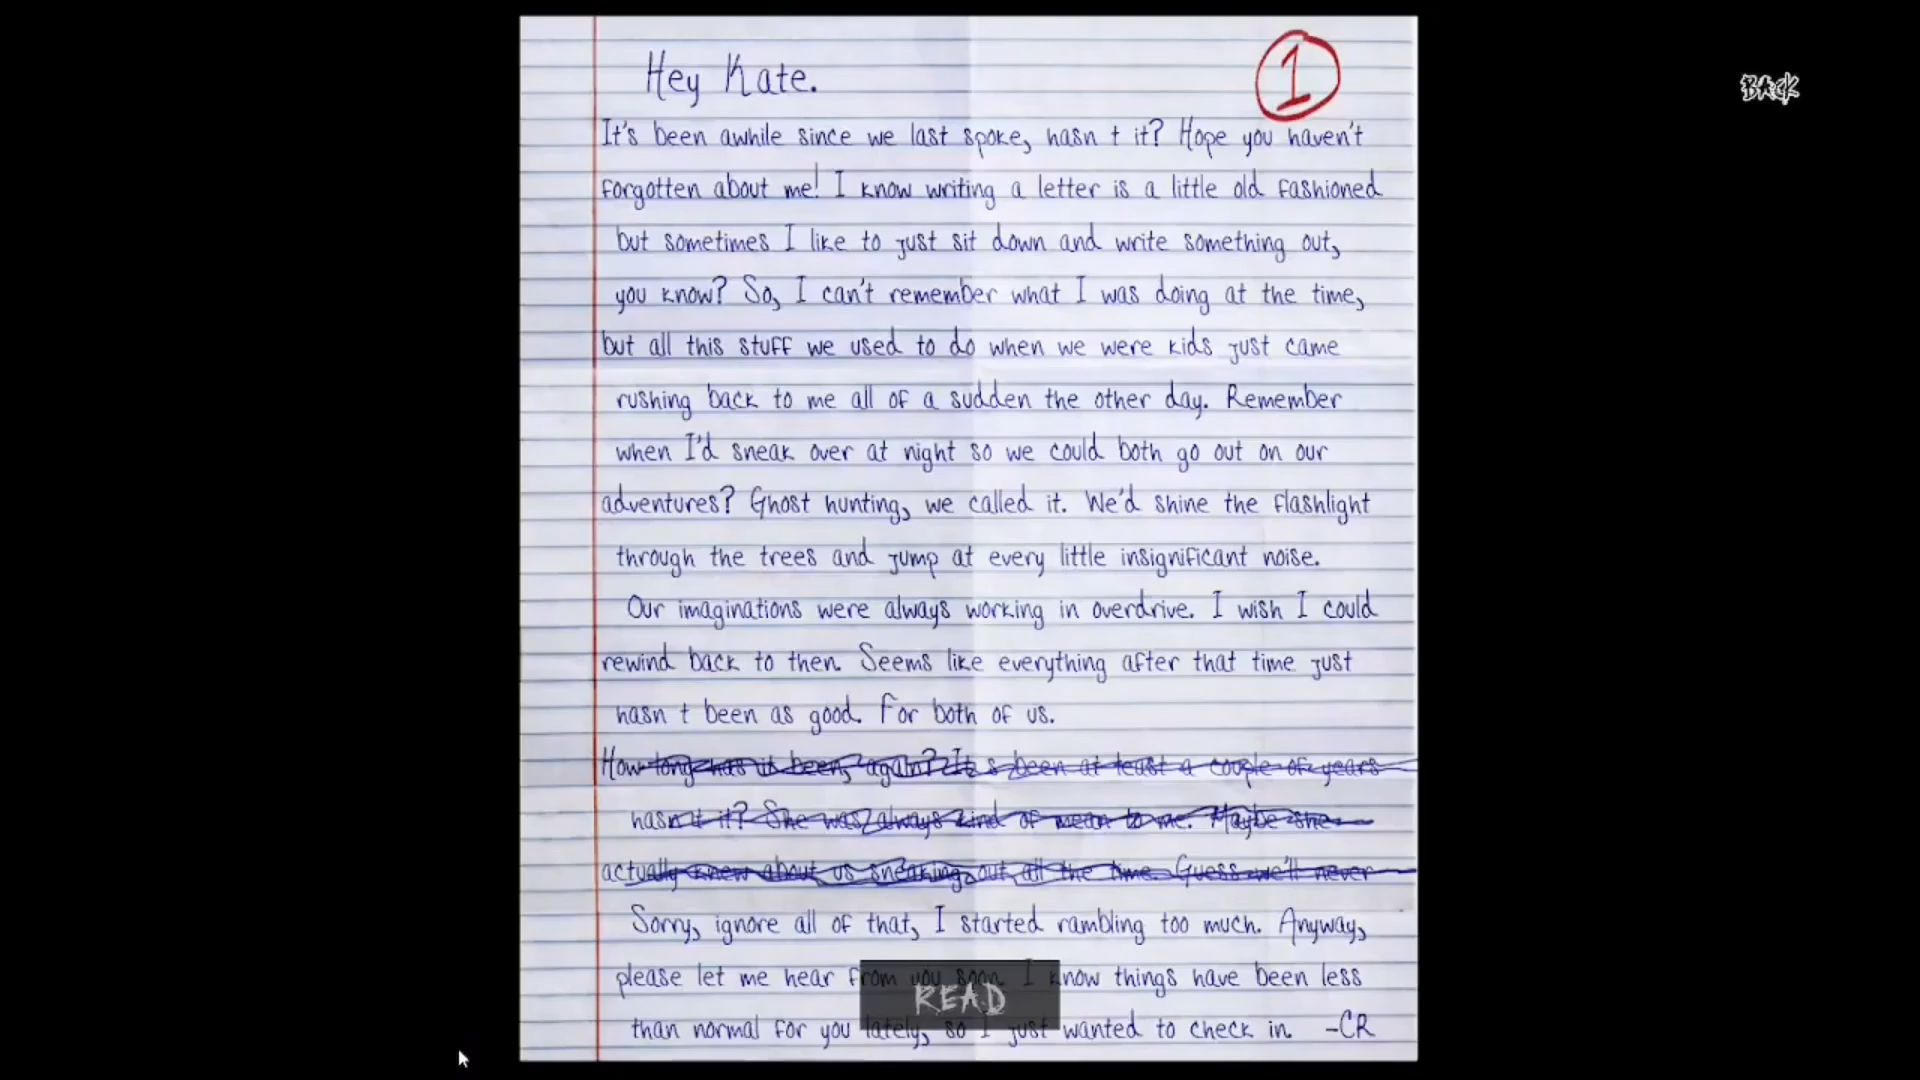 Hey Kate.
1
BACK
It's been awhile since we last spoke, hasn t it? Hope you haven't
forgotten about me! I know writing a letter is a little old fashioned
but sometimes I like to just sit down and write something out,
you know? So, I can't remember what I was doing at the time,
but all this stuff we used to do when we were kids just came
rushing back to me all of a sudden the other day. Remember
when I'd sneak over at night so we could both go out on our
adventures? Ghost hunting, we called it. We'd shine the flashlight
through the trees and jump at every little insignificant noise.
Our imaginations were always working in overdrive. I wish I could
rewind back to then. Seems like everything after that time just
hasn t been as good. For both of us.
How long has it been, again? It s been at least a couple of years
hasn t it? She was always kind of mean to me. Maybe she
actually knew about us sneaking out all the time. Guess we'll never
Sorry, ignore all of that, I started rambling too much. Anyway,
please let me hear from you soon. I know things have been less
READ
than normal for you lately, so I just wanted to check in. -CR